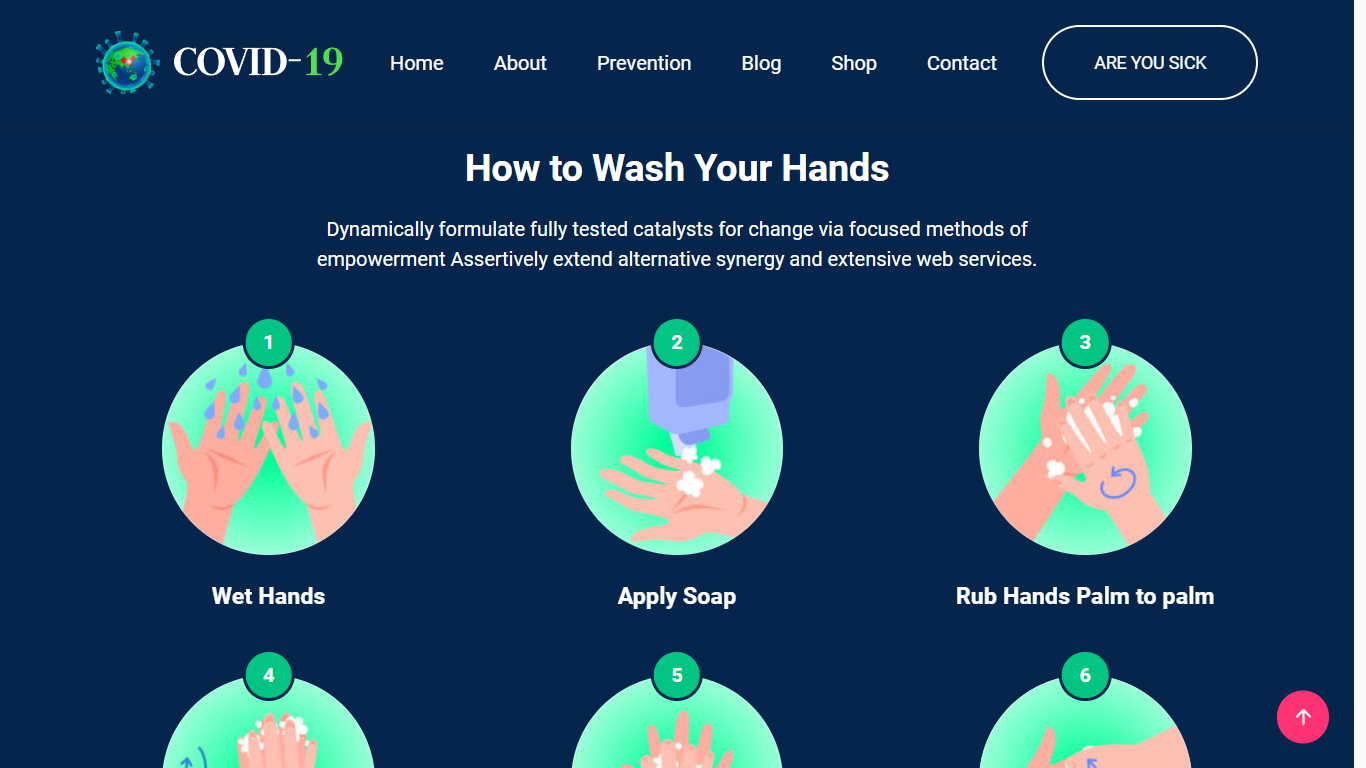 COVID-19
Home
About
Prevention
Blog
Shop
Contact
ARE YOU SICK
How to Wash Your Hands
Dynamically formulate fully tested catalysts for change via focused methods of
empowerment Assertively extend alternative synergy and extensive web services.
1
2
3
Wet Hands
Apply Soap
Rub Hands Palm to palm
4
5
6